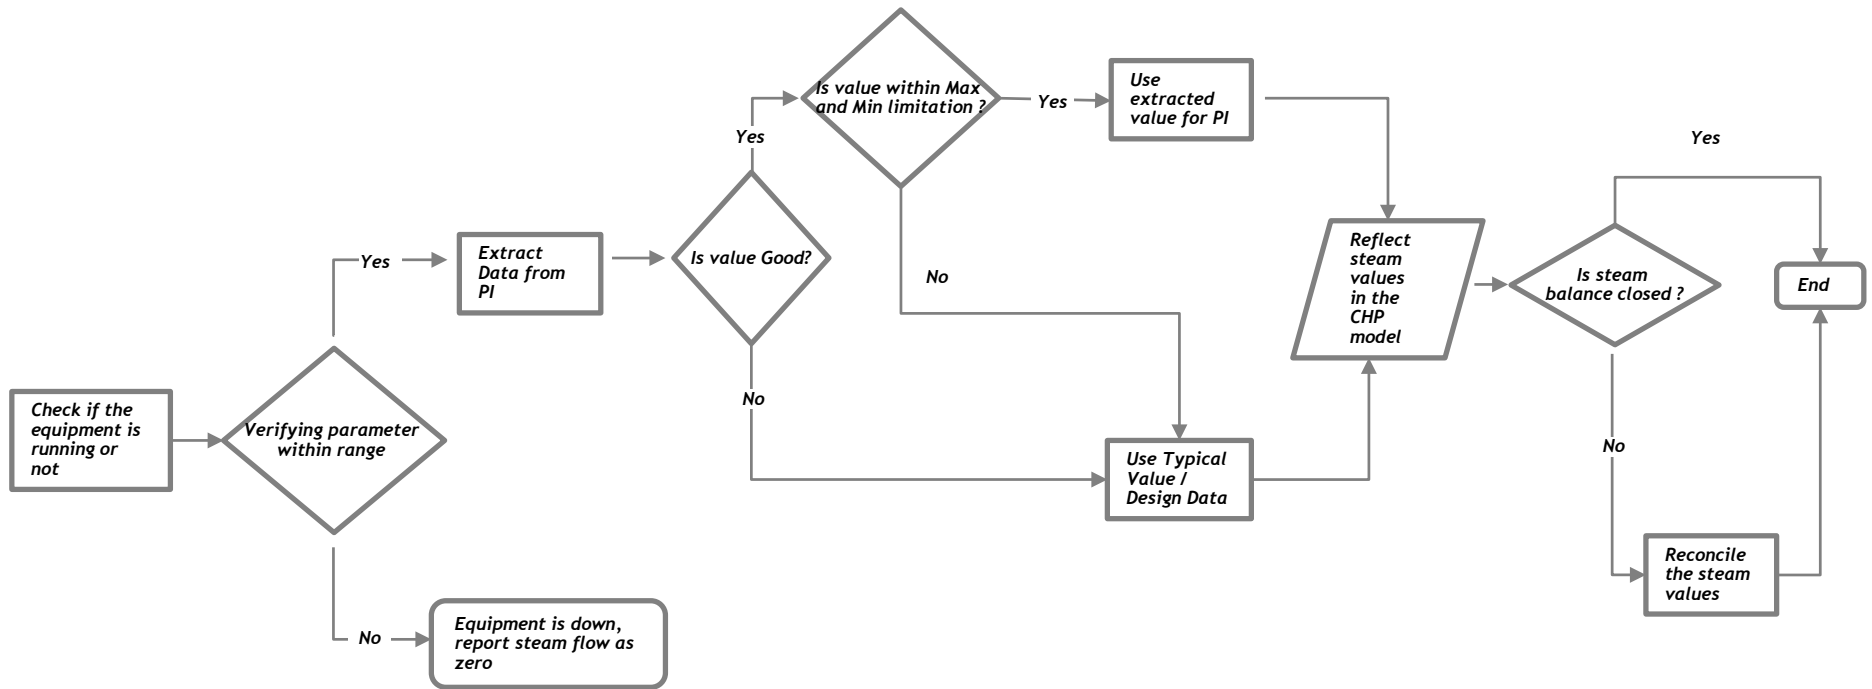 Check if the
equipment is
running or
not
Verifying parameter
within range
Yes
No
Equipment is down,
report steam flow as
zero
Extract
Data from
PI
Is value Good?
Yes
No
Is value within Max
and Min limitation ?
Yes
No
Use
extracted
value for PI
Use Typical
Value /
Design Data
Reflect
steam
values
in the
CHP
model
Is steam
balance closed ?
Yes
No
Reconcile
the steam
values
End